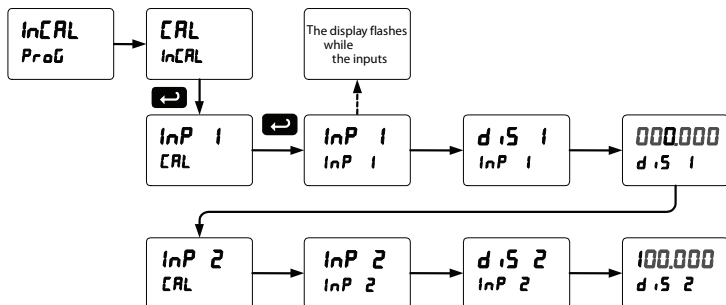 InCAL
ProG
CAL
InCAL
The display flashes
while
the inputs
InP 1
CAL
InP 1
InP 1
diS 1
InP 1
000.000
diS 1
InP 2
CAL
InP 2
InP 2
diS 2
InP 2
100.000
diS 2